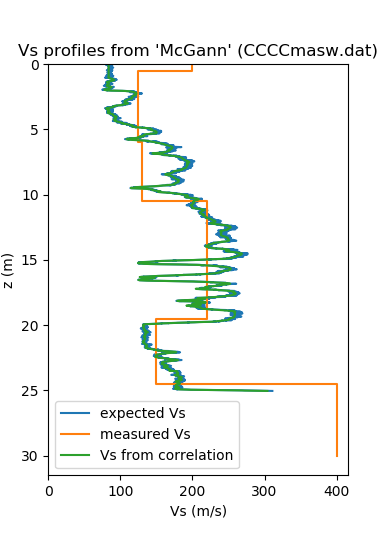 Vs profiles from 'McGann' (CCCCmasw.dat)
0
5
10
15
20
25
30
z (m)
expected Vs
measured Vs
Vs from correlation
0 100 200 300 400
Vs (m/s)